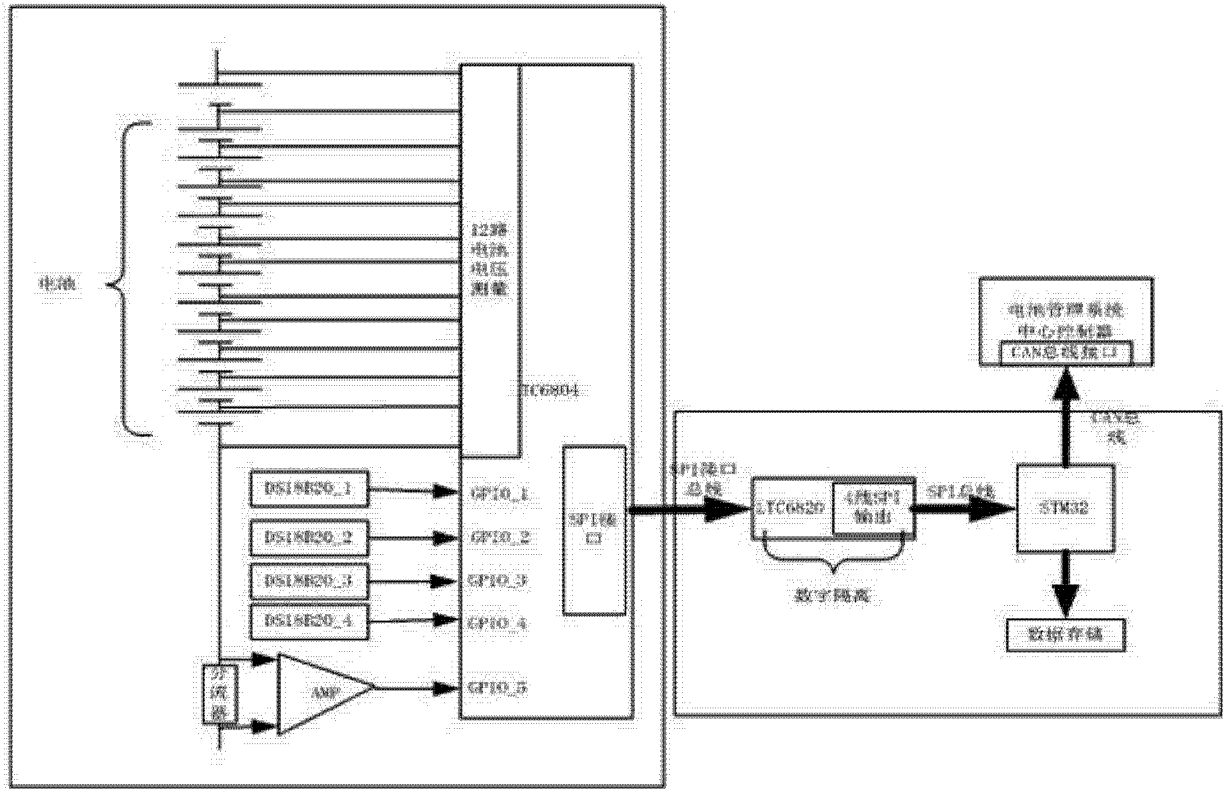 电池
12路
电池
电压
测量
TC6804
DS18B20_1
DS18B20_2
DS18B20_3
DS18B20_4
GPIO_1
GPIO_2
GPIO_3
GPIO_4
GPIO_5
分
流
器
AMP
SPI接
口
SPI接口
总线
LTC6820
4线SPI
输出
数字隔离
SPI总线
STM32
数据存储
CAN总
线
电池管理系统
中心控制器
CAN总线接口